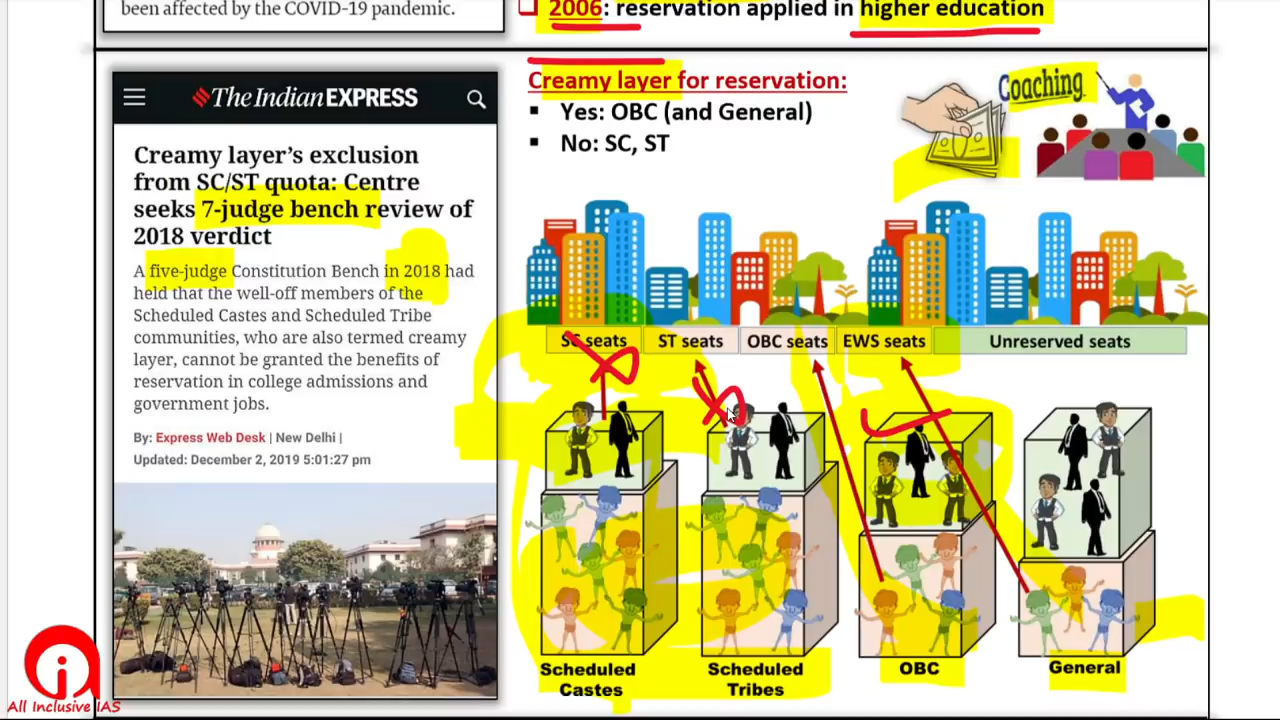 been affected by the COVID-19 pandemic.
2006: reservation applied in higher education
The Indian EXPRESS
Creamy layer's exclusion
from SC/ST quota: Centre
seeks 7-judge bench review of
2018 verdict
A five-judge Constitution Bench in 2018 had
held that the well-off members of the
Scheduled Castes and Scheduled Tribe
communities, who are also termed creamy
layer, cannot be granted the benefits of
reservation in college admissions and
government jobs.
By: Express Web Desk | New Delhi |
Updated: December 2, 2019 5:01:27 pm
Creamy layer for reservation:
▪ Yes: OBC (and General)
▪ No: SC, ST
Coaching
SC seats
ST seats
OBC seats
EWS seats
Unreserved seats
Scheduled
Castes
Scheduled
Tribes
OBC
General
i
All Inclusive IAS